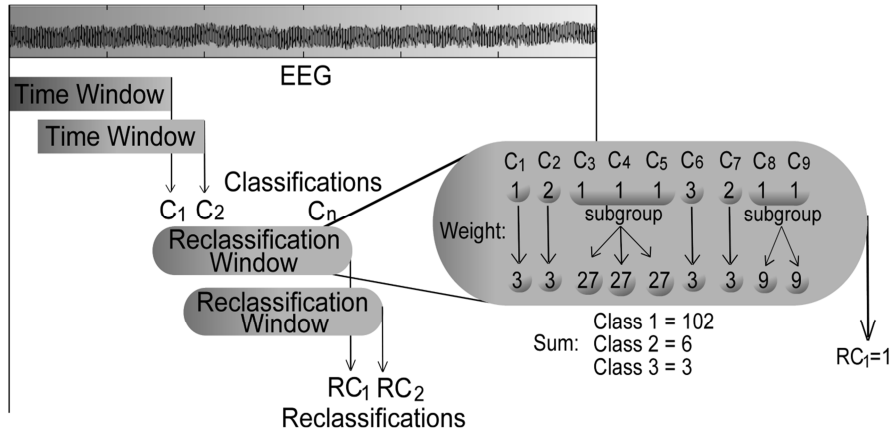 EEG
Time Window
Time Window
Classifications
C1 C2 Cn
Reclassification
Window
Reclassification
Window
RC1 RC2
Reclassifications
C1 C2 C3 C4 C5 C6 C7 C8 C9
1 2 1 1 1 3 2 1 1
subgroup subgroup
Weight:
3 3 27 27 27 3 3 9 9
Class 1 = 102
Sum: Class 2 = 6
Class 3 = 3
RC1=1